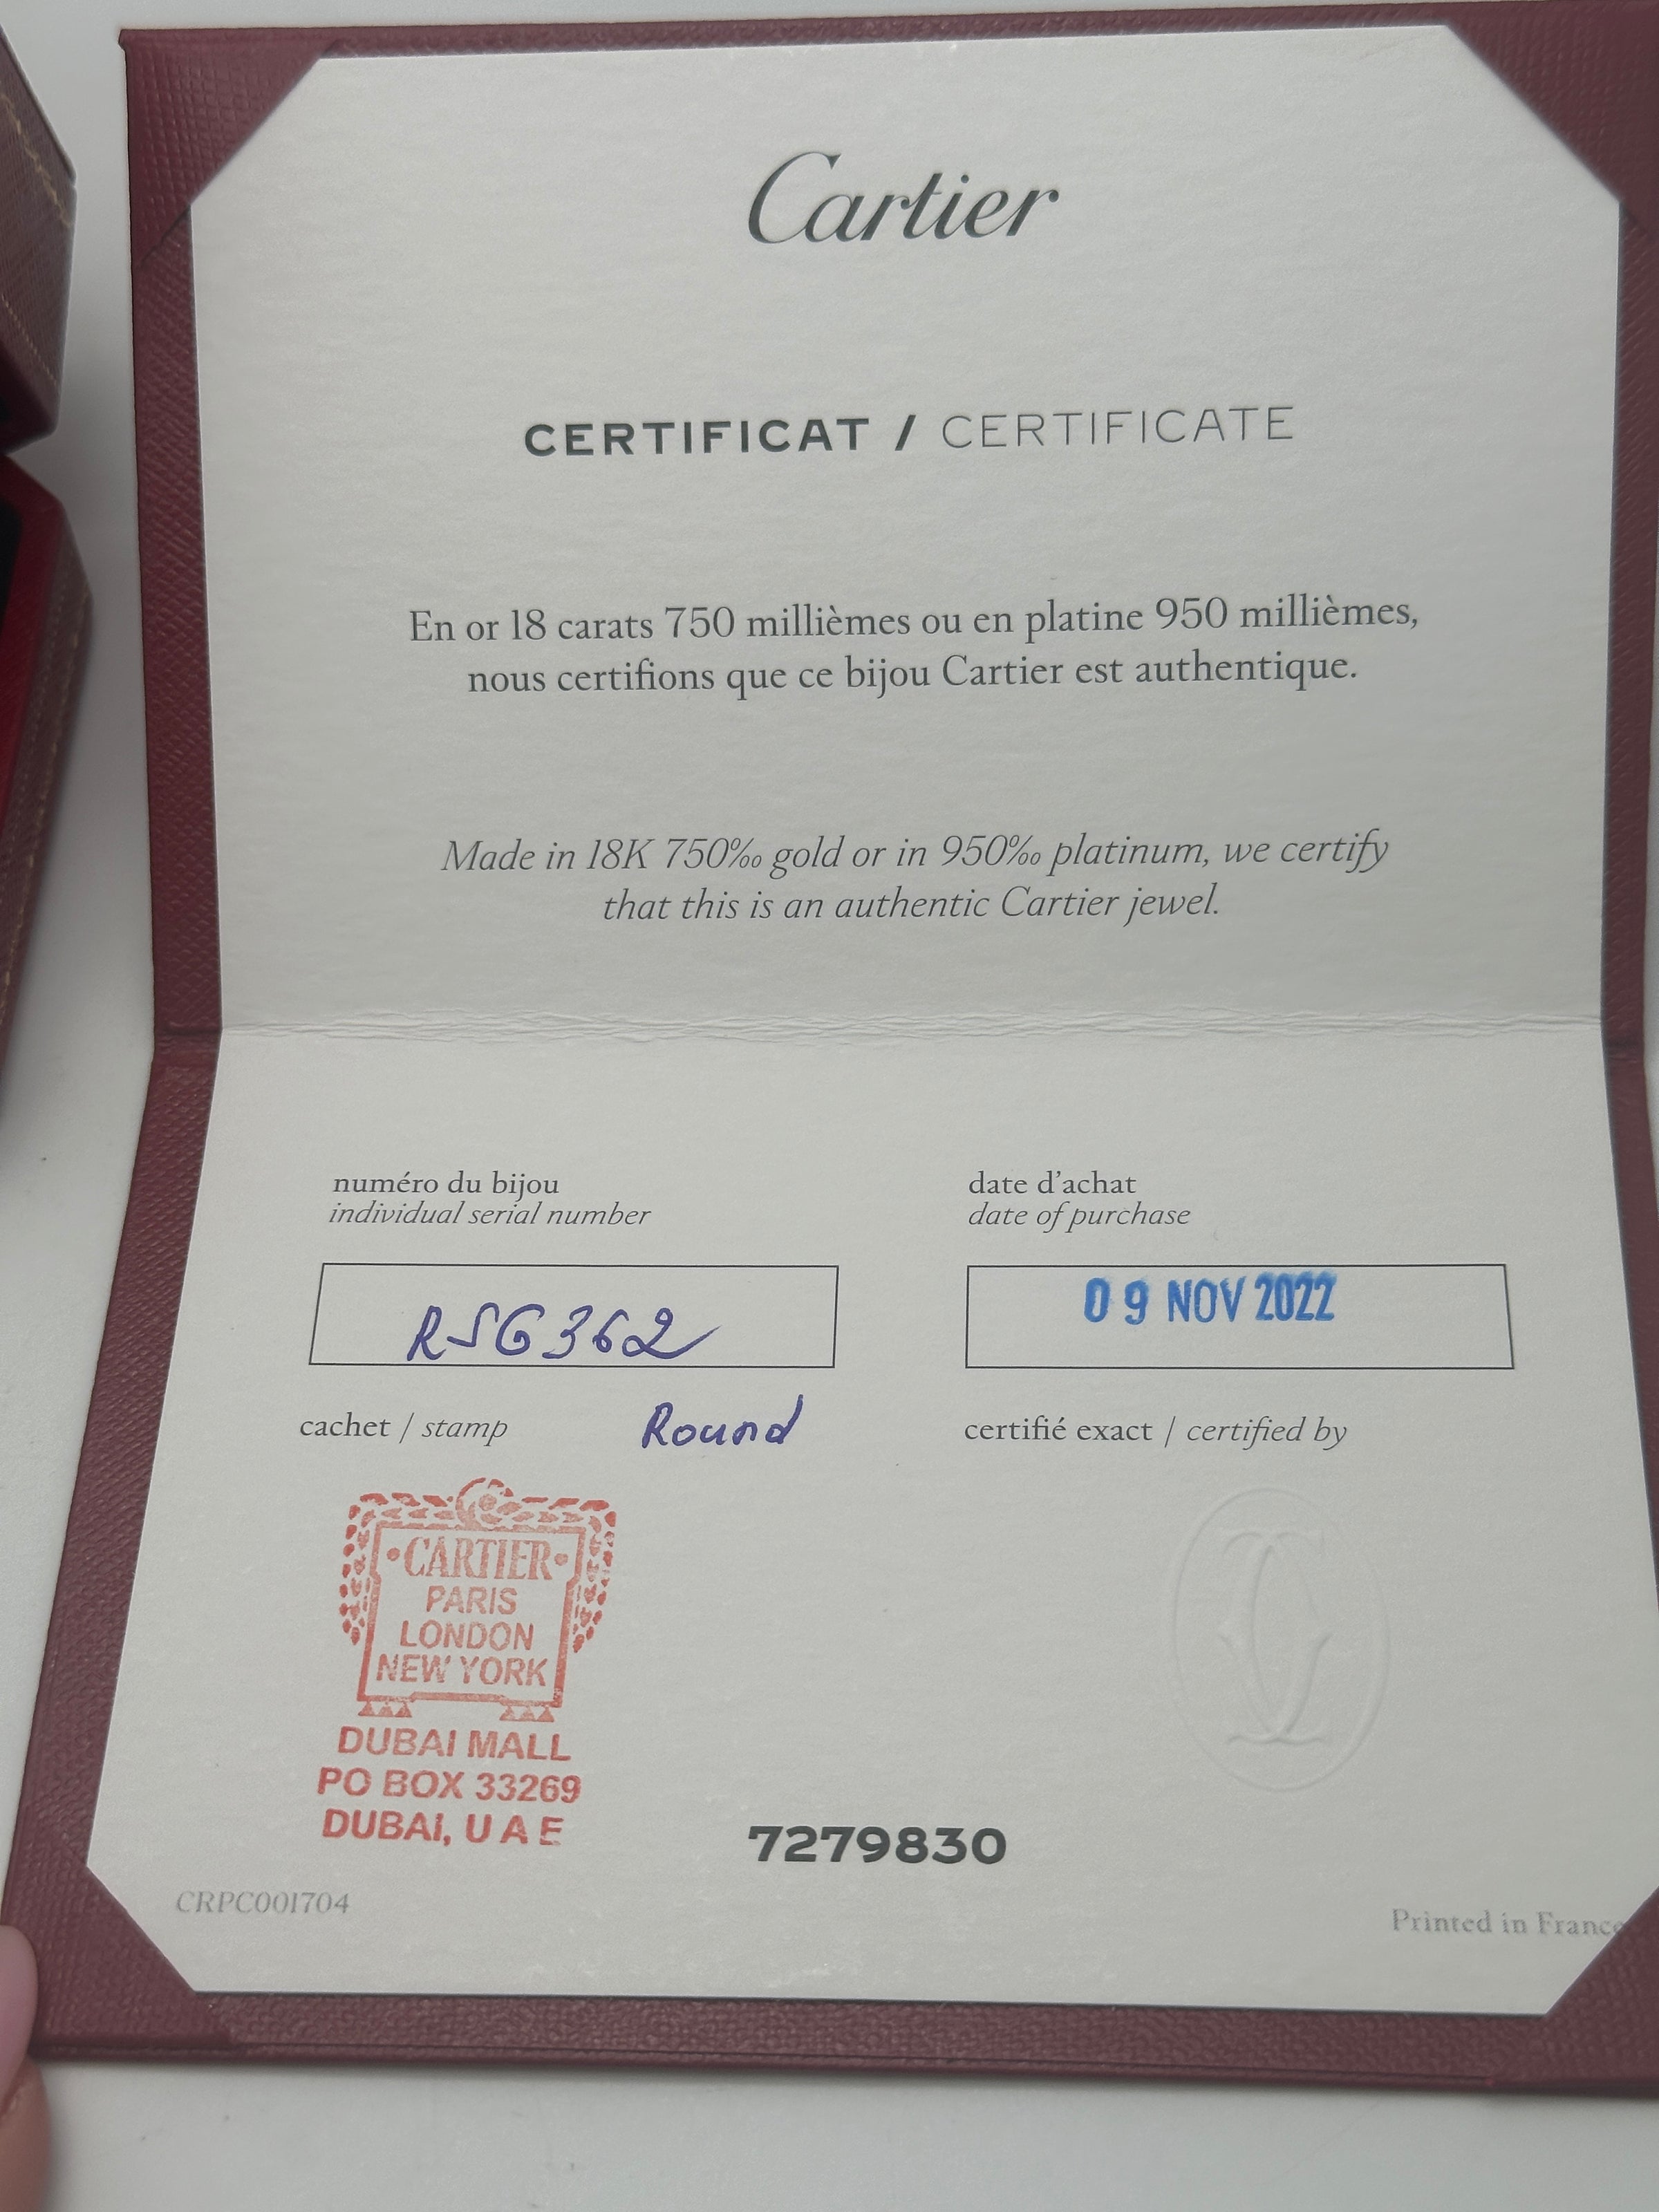 Cartier
CERTIFICAT / CERTIFICATE
En or 18 carats 750 millièmes ou en platine 950 millièmes,
nous certifions que ce bijou Cartier est authentique.
Made in 18K 750‰ gold or in 950‰ platinum, we certify
that this is an authentic Cartier jewel.
numéro du bijou
individual serial number
RSG362
date d'achat
date of purchase
09 NOV 2022
cachet / stamp
Round
certifié exact / certified by
•CARTIER•
PARIS
LONDON
NEW YORK
DUBAI MALL
PO BOX 33269
DUBAI, U A E
7279830
CRPC001704
Printed in France